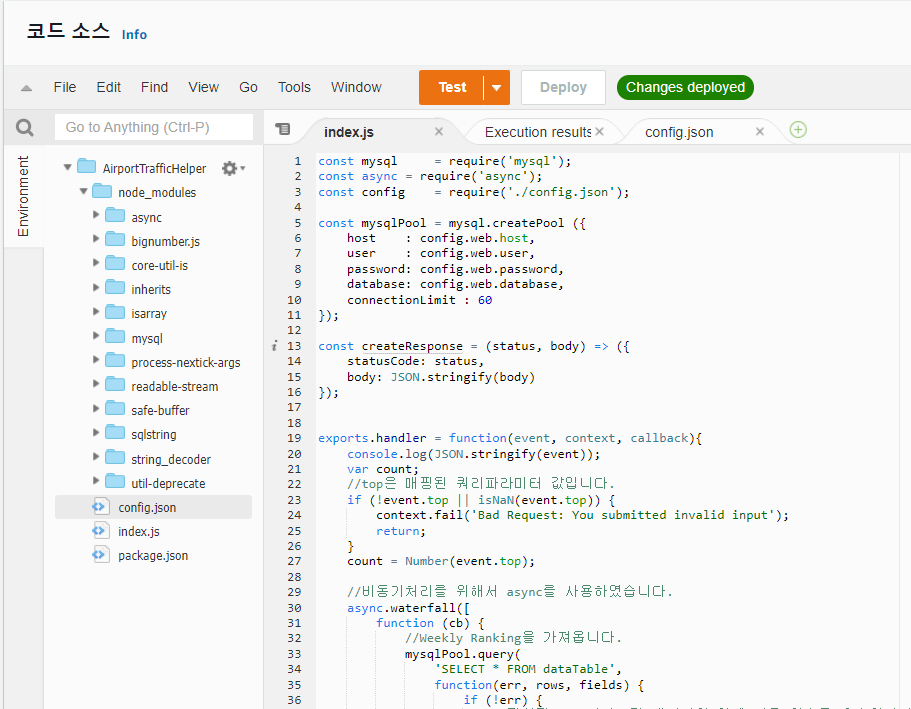 코드 소스 Info
File Edit Find View Go Tools Window Test Deploy Changes deployed
Go to Anything (Ctrl-P)
index.js Execution results config.json
Environment
AirportTrafficHelper
node_modules
async
bignumber.js
core-util-is
inherits
isarray
mysql
process-nextick-args
readable-stream
safe-buffer
sqlstring
string_decoder
util-deprecate
config.json
index.js
package.json
1 const mysql     = require('mysql');
2 const async = require('async');
3 const config    = require('./config.json');
4
5 const mysqlPool = mysql.createPool ({
6     host    : config.web.host,
7     user    : config.web.user,
8     password: config.web.password,
9     database: config.web.database,
10     connectionLimit : 60
11 });
12
13 const createResponse = (status, body) => ({
14     statusCode: status,
15     body: JSON.stringify(body)
16 });
17
18
19 exports.handler = function(event, context, callback){
20     console.log(JSON.stringify(event));
21     var count;
22     //top은 매핑된 쿼리파라미터 값입니다.
23     if (!event.top || isNaN(event.top)) {
24         context.fail('Bad Request: You submitted invalid input');
25         return;
26     }
27     count = Number(event.top);
28
29     //비동기처리를 위해서 async를 사용하였습니다.
30     async.waterfall([
31         function (cb) {
32             //Weekly Ranking을 가져옵니다.
33             mysqlPool.query(
34                 'SELECT * FROM dataTable',
35                 function(err, rows, fields) {
36                     if (!err) {